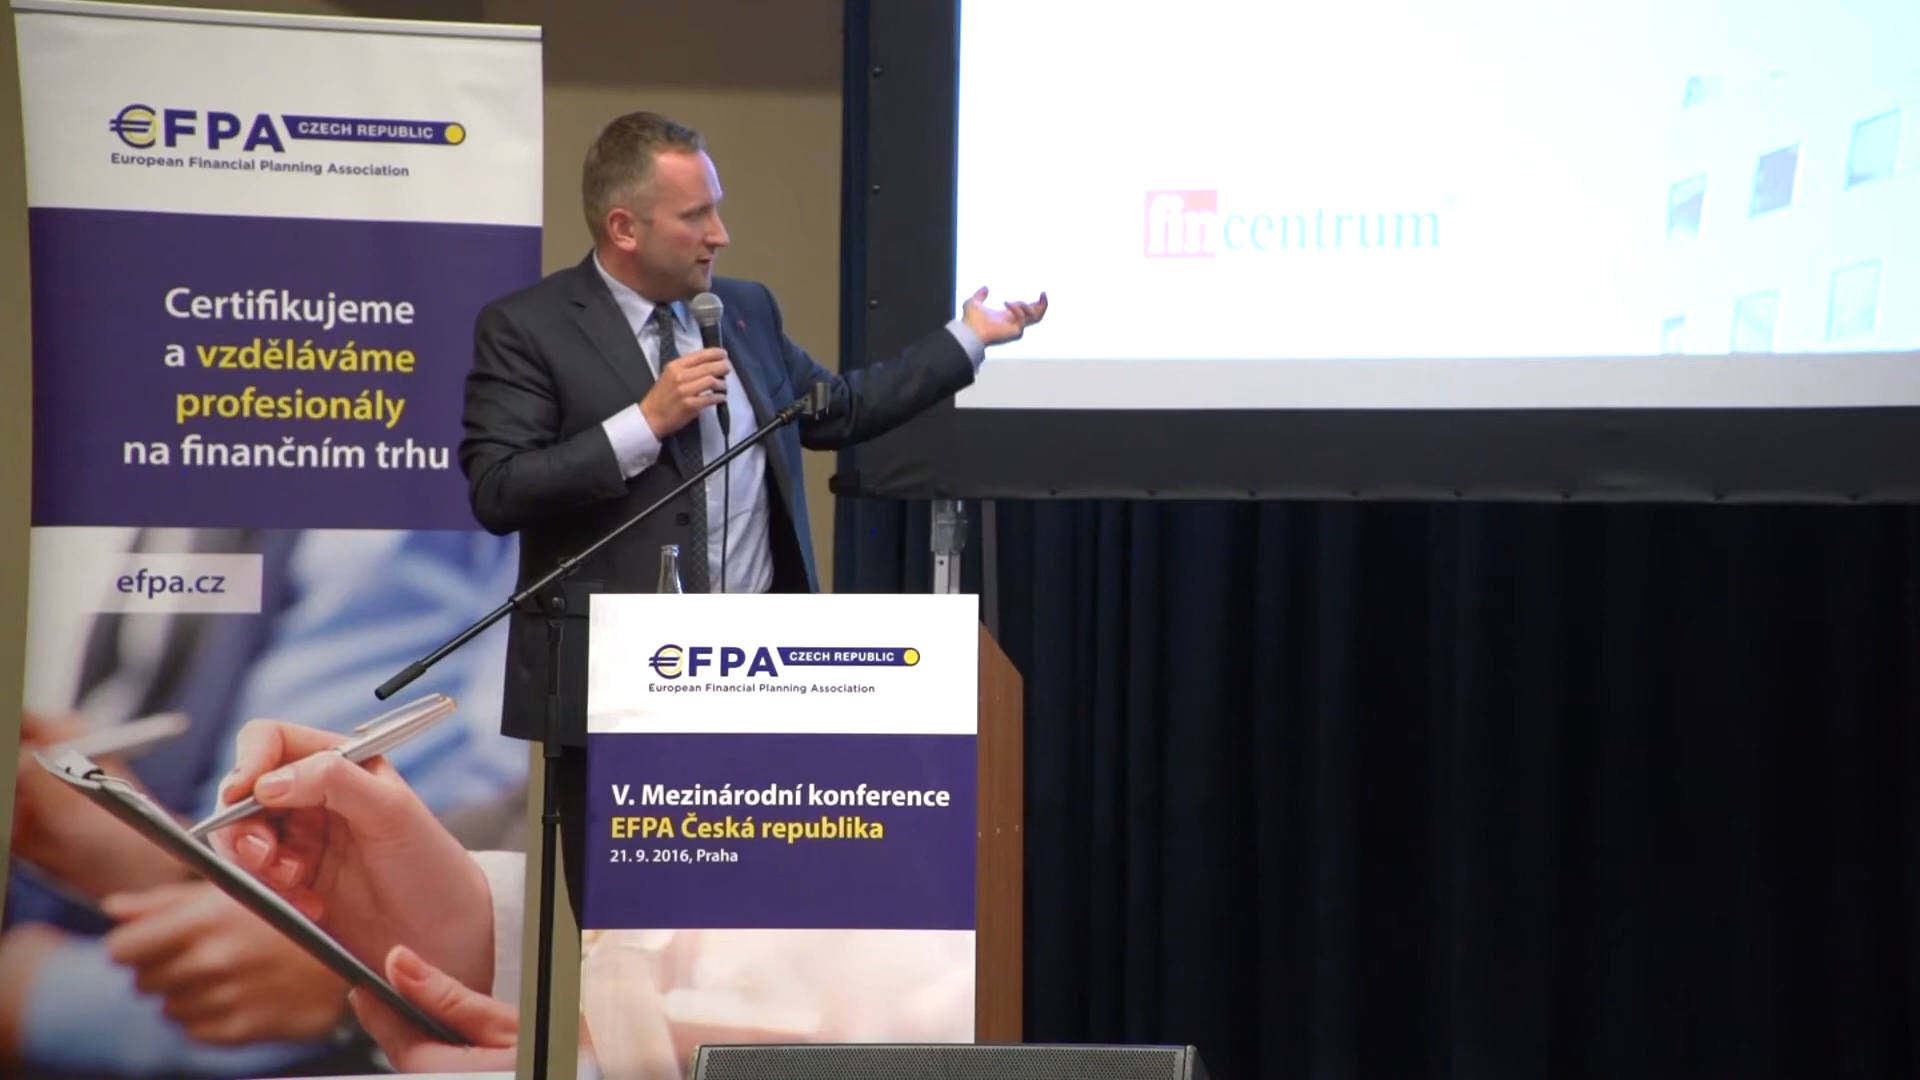 €FPA CZECH REPUBLIC
European Financial Planning Association
Certifikujeme
a vzděláváme
profesionály
na finančním trhu
efpa.cz
fincentrum
€FPA CZECH REPUBLIC
European Financial Planning Association
V. Mezinárodní konference
EFPA Česká republika
21. 9. 2016, Praha